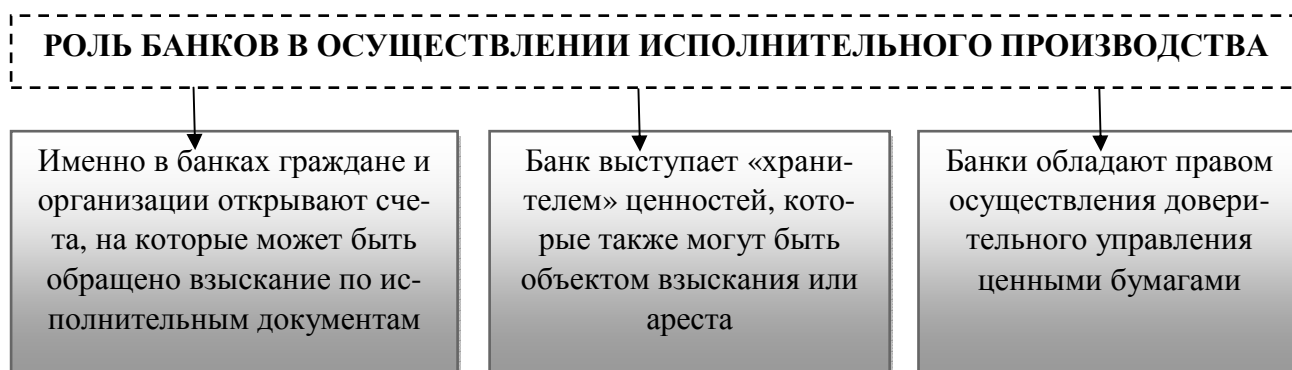 РОЛЬ БАНКОВ В ОСУЩЕСТВЛЕНИИ ИСПОЛНИТЕЛЬНОГО ПРОИЗВОДСТВА
Именно в банках граждане и
организации открывают сче-
та, на которые может быть
обращено взыскание по ис-
полнительным документам
Банк выступает «храни-
телем» ценностей, кото-
рые также могут быть
объектом взыскания или
ареста
Банки обладают правом
осуществления довери-
тельного управления
ценными бумагами